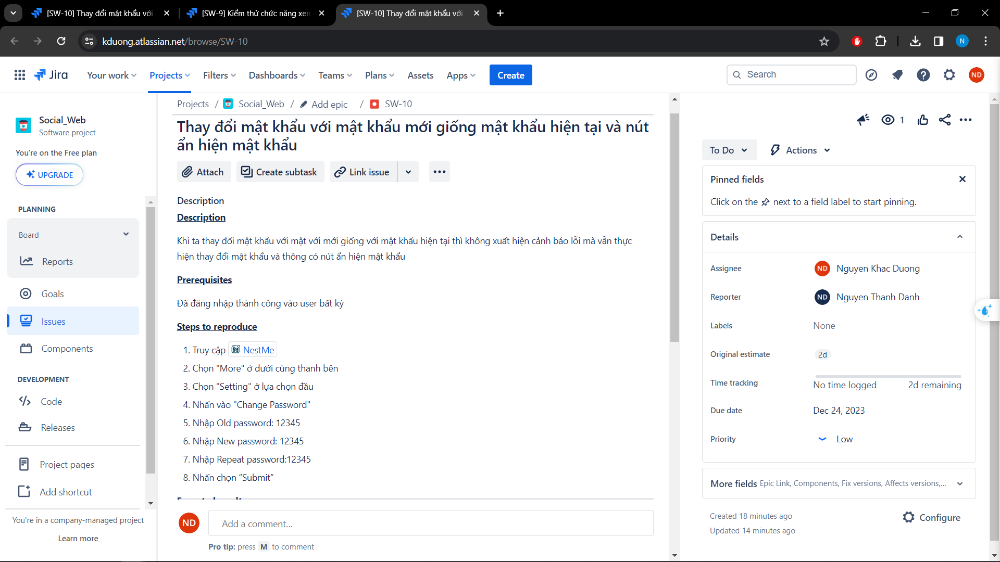 [SW-10] Thay đổi mật khẩu với
[SW-9] Kiểm thử chức năng xem
[SW-10] Thay đổi mật khẩu với
kduong.atlassian.net/browse/SW-10
N
Jira
Your work
Projects
Filters
Dashboards
Teams
Plans
Assets
Apps
Create
Search
ND
Social_Web
Software project
You're on the Free plan
UPGRADE
PLANNING
Board
Reports
Goals
Issues
Components
DEVELOPMENT
Code
Releases
Project pages
Add shortcut
You're in a company-managed project
Learn more
Projects / Social_Web / Add epic / SW-10
Thay đổi mật khẩu với mật khẩu mới giống mật khẩu hiện tại và nút
ẩn hiện mật khẩu
Attach
Create subtask
Link issue
Description
Description
Khi ta thay đổi mật khẩu với mật với mới giống với mật khẩu hiện tại thì không xuất hiện cảnh báo lỗi mà vẫn thực
hiện thay đổi mật khẩu và thông có nút ẩn hiện mật khẩu
Prerequisites
Đã đăng nhập thành công vào user bất kỳ
Steps to reproduce
1. Truy cập NestMe
2. Chọn "More" ở dưới cùng thanh bên
3. Chọn "Setting" ở lựa chọn đầu
4. Nhấn vào "Change Password"
5. Nhập Old password: 12345
6. Nhập New password: 12345
7. Nhập Repeat password:12345
8. Nhấn chọn “Submit”
ND
Add a comment...
Pro tip: press M to comment
1
To Do
Actions
Pinned fields
Click on the next to a field label to start pinning.
Details
Assignee
ND Nguyen Khac Duong
Reporter
ND Nguyen Thanh Danh
Labels
None
Original estimate
2d
Time tracking
No time logged
2d remaining
Due date
Dec 24, 2023
Priority
Low
More fields Epic Link, Components, Fix versions, Affects versions,...
Created 18 minutes ago
Updated 14 minutes ago
Configure